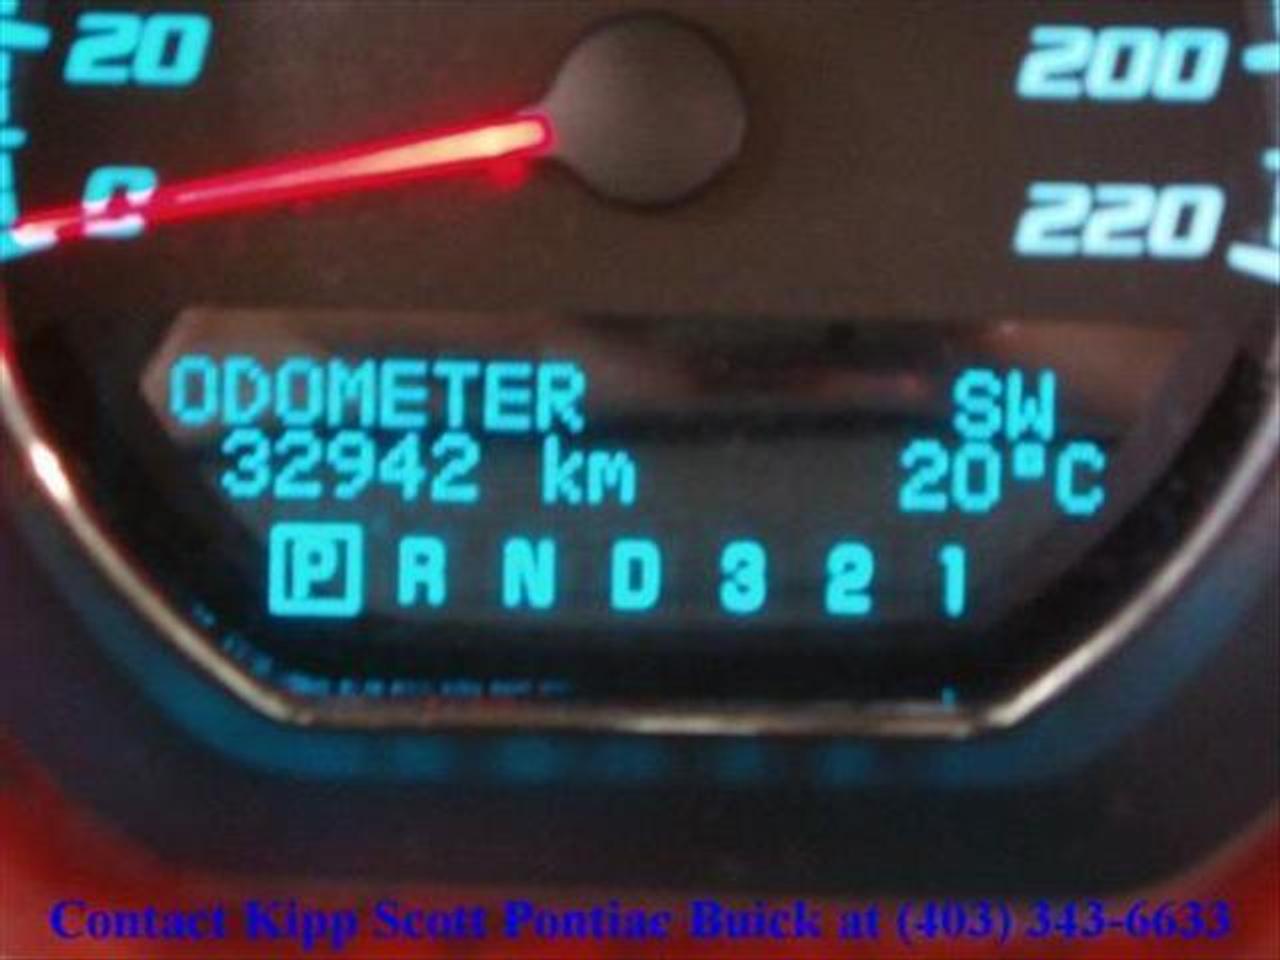 20 200
0 220
ODOMETER SW
32942 km 20°C
P R N D 3 2 1
Contact Kipp Scott Pontiac Buick at (403) 343-6633